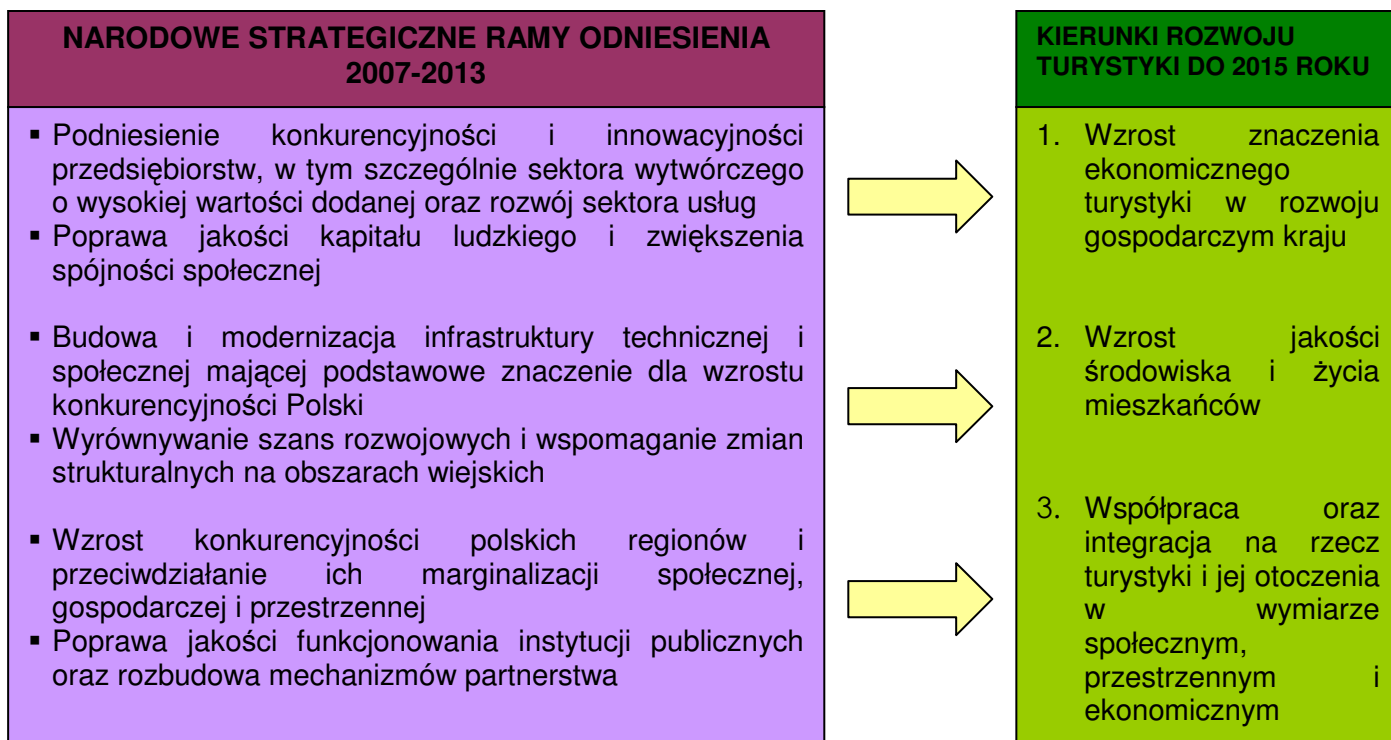 NARODOWE STRATEGICZNE RAMY ODNIESIENIA
2007-2013
▪ Podniesienie konkurencyjności i innowacyjności
przedsiębiorstw, w tym szczególnie sektora wytwórczego
o wysokiej wartości dodanej oraz rozwój sektora usług
▪ Poprawa jakości kapitału ludzkiego i zwiększenia
spójności społecznej
▪ Budowa i modernizacja infrastruktury technicznej i
społecznej mającej podstawowe znaczenie dla wzrostu
konkurencyjności Polski
▪ Wyrównywanie szans rozwojowych i wspomaganie zmian
strukturalnych na obszarach wiejskich
▪ Wzrost konkurencyjności polskich regionów i
przeciwdziałanie ich marginalizacji społecznej,
gospodarczej i przestrzennej
▪ Poprawa jakości funkcjonowania instytucji publicznych
oraz rozbudowa mechanizmów partnerstwa
KIERUNKI ROZWOJU
TURYSTYKI DO 2015 ROKU
1. Wzrost znaczenia
ekonomicznego
turystyki w rozwoju
gospodarczym kraju
2. Wzrost jakości
środowiska i życia
mieszkańców
3. Współpraca oraz
integracja na rzecz
turystyki i jej otoczenia
w wymiarze
społecznym,
przestrzennym i
ekonomicznym